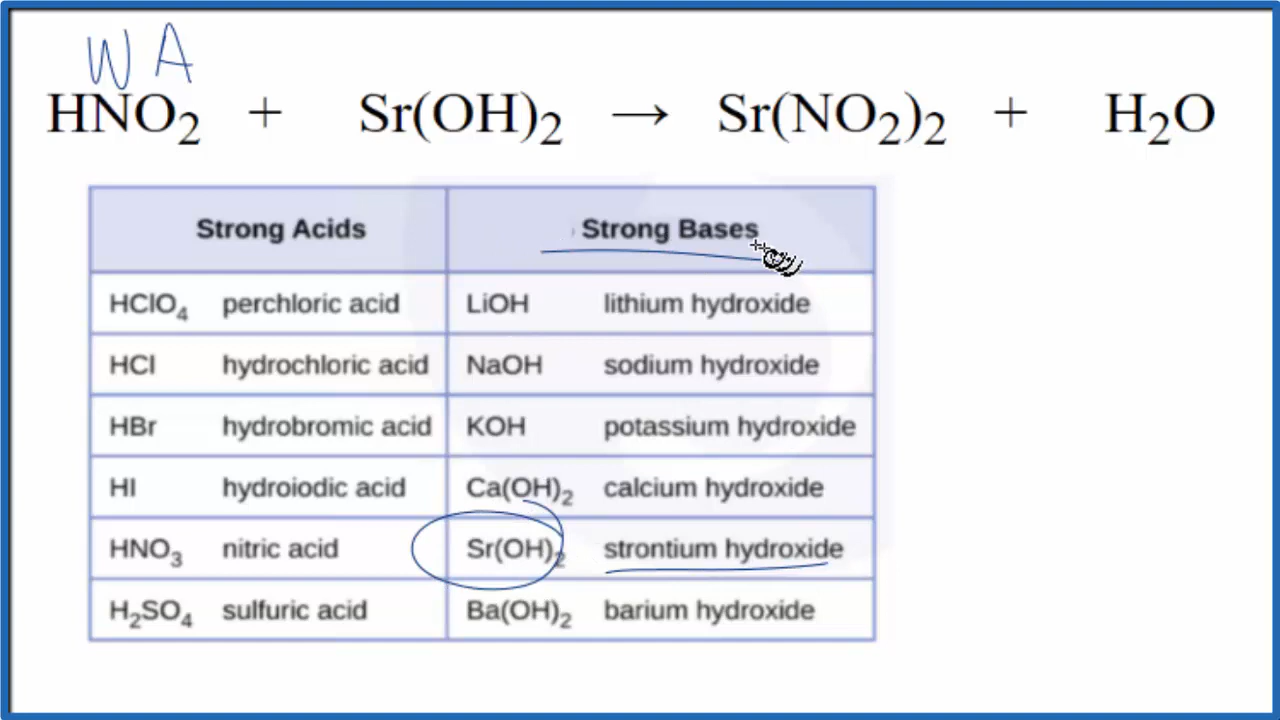 W A
HNO₂ + Sr(OH)₂ → Sr(NO₂)₂ + H₂O
Strong Acids Strong Bases
HClO₄ perchloric acid LiOH lithium hydroxide
HCl hydrochloric acid NaOH sodium hydroxide
HBr hydrobromic acid KOH potassium hydroxide
HI hydroiodic acid Ca(OH)₂ calcium hydroxide
HNO₃ nitric acid Sr(OH)₂ strontium hydroxide
H₂SO₄ sulfuric acid Ba(OH)₂ barium hydroxide